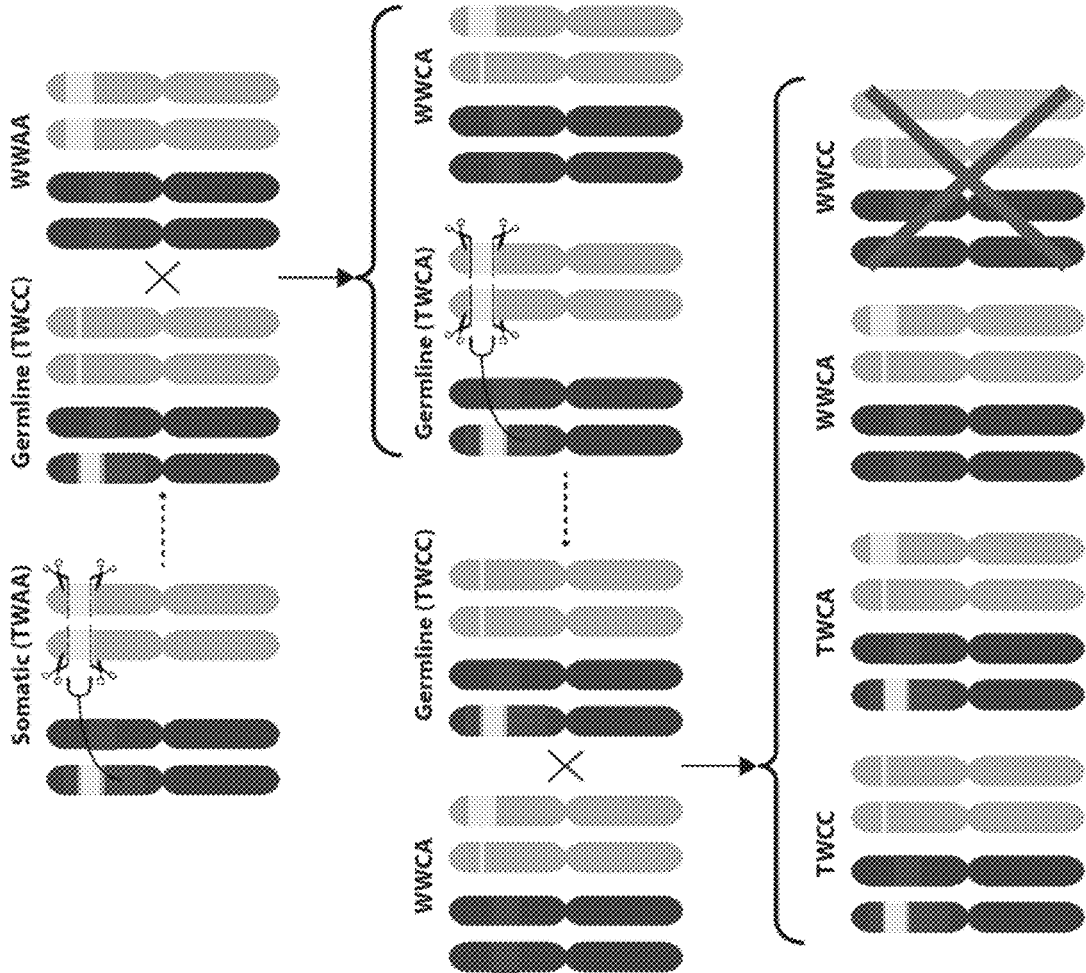 Somatic (TWAA)
Germline (TWCC)
WWAA
WWCA
Germline (TWCC)
Germline (TWCA)
WWCA
TWCC
TWCA
WWCA
WWCC